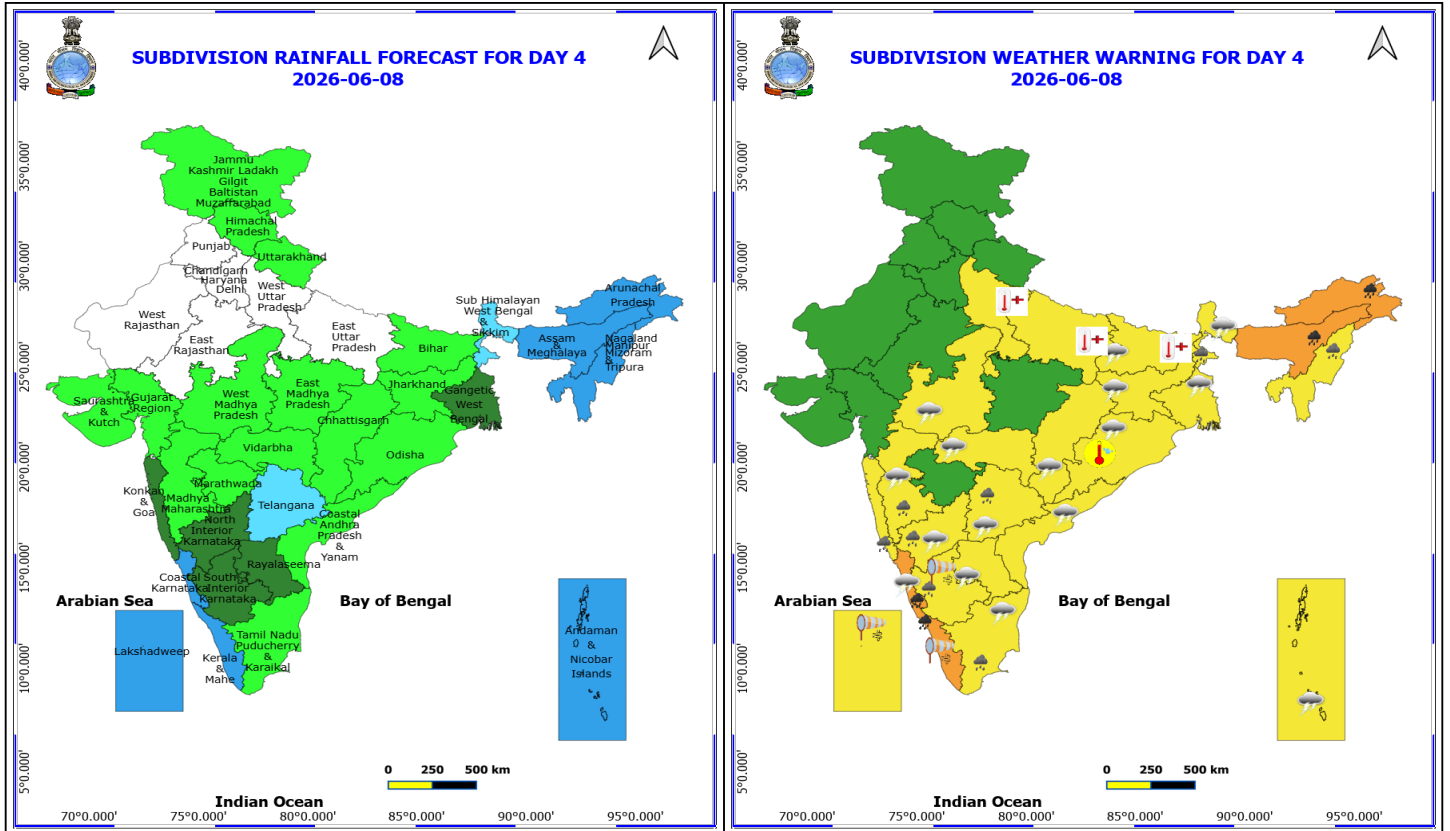 SUBDIVISION RAINFALL FORECAST FOR DAY 4
2026-06-08
40°0.000'
35°0.000'
30°0.000'
25°0.000'
20°0.000'
15°0.000'
10°0.000'
5°0.000'
Jammu
Kashmir Ladakh
Gilgit
Baltistan
Muzaffarabad
Himachal
Pradesh
Punjab
Uttarakhand
Chandigarh
Haryana
Delhi
West
Uttar
Pradesh
West
Rajasthan
East
Rajasthan
East
Uttar
Pradesh
Sub Himalayan
West Bengal
&
Sikkim
Arunachal
Pradesh
Assam
&
Meghalaya
Nagaland
Manipur
Mizoram
&
Tripura
Bihar
Jharkhand
Gangetic
West
Bengal
Saurashtra
&
Kutch
Gujarat
Region
West
Madhya
Pradesh
East
Madhya
Pradesh
Chhattisgarh
Vidarbha
Odisha
Konkan
&
Goa
Madhya
Maharashtra
Marathwada
Telangana
North
Interior
Karnataka
Coastal
Andhra
Pradesh
&
Yanam
Rayalaseema
Coastal
Karnataka
South
Interior
Karnataka
Arabian Sea
Bay of Bengal
Lakshadweep
Kerala
&
Mahe
Tamil Nadu
Puducherry
&
Karaikal
Andaman
&
Nicobar
Islands
0 250 500 km
Indian Ocean
70°0.000' 75°0.000' 80°0.000' 85°0.000' 90°0.000' 95°0.000'
SUBDIVISION WEATHER WARNING FOR DAY 4
2026-06-08
40°0.000'
35°0.000'
30°0.000'
25°0.000'
20°0.000'
15°0.000'
10°0.000'
5°0.000'
Arabian Sea
Bay of Bengal
0 250 500 km
Indian Ocean
70°0.000' 75°0.000' 80°0.000' 85°0.000' 90°0.000' 95°0.000'